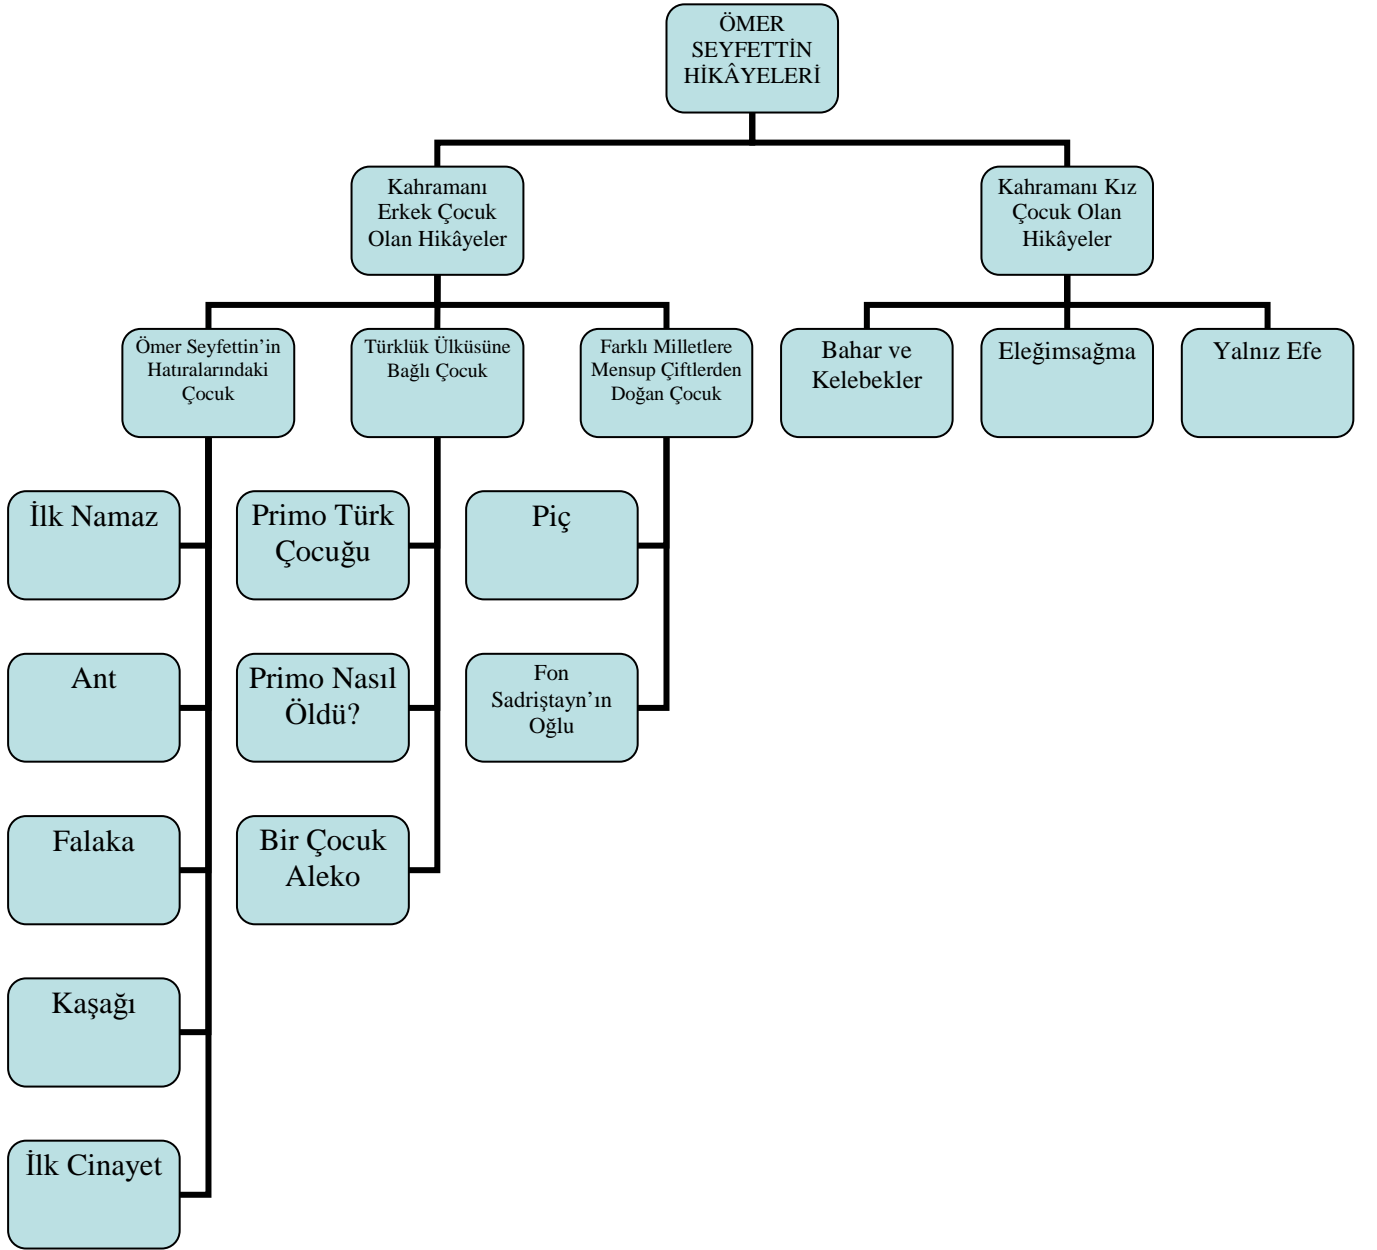 ÖMER
SEYFETTİN
HİKÂYELERİ
Kahramanı
Erkek Çocuk
Olan Hikâyeler
Kahramanı Kız
Çocuk Olan
Hikâyeler
Ömer Seyfettin’in
Hatıralarındaki
Çocuk
Türklük Ülküsüne
Bağlı Çocuk
Farklı Milletlere
Mensup Çiftlerden
Doğan Çocuk
Bahar ve
Kelebekler
Eleğimsağma
Yalnız Efe
İlk Namaz
Primo Türk
Çocuğu
Piç
Ant
Primo Nasıl
Öldü?
Fon
Sadriştayn’ın
Oğlu
Falaka
Bir Çocuk
Aleko
Kaşağı
İlk Cinayet